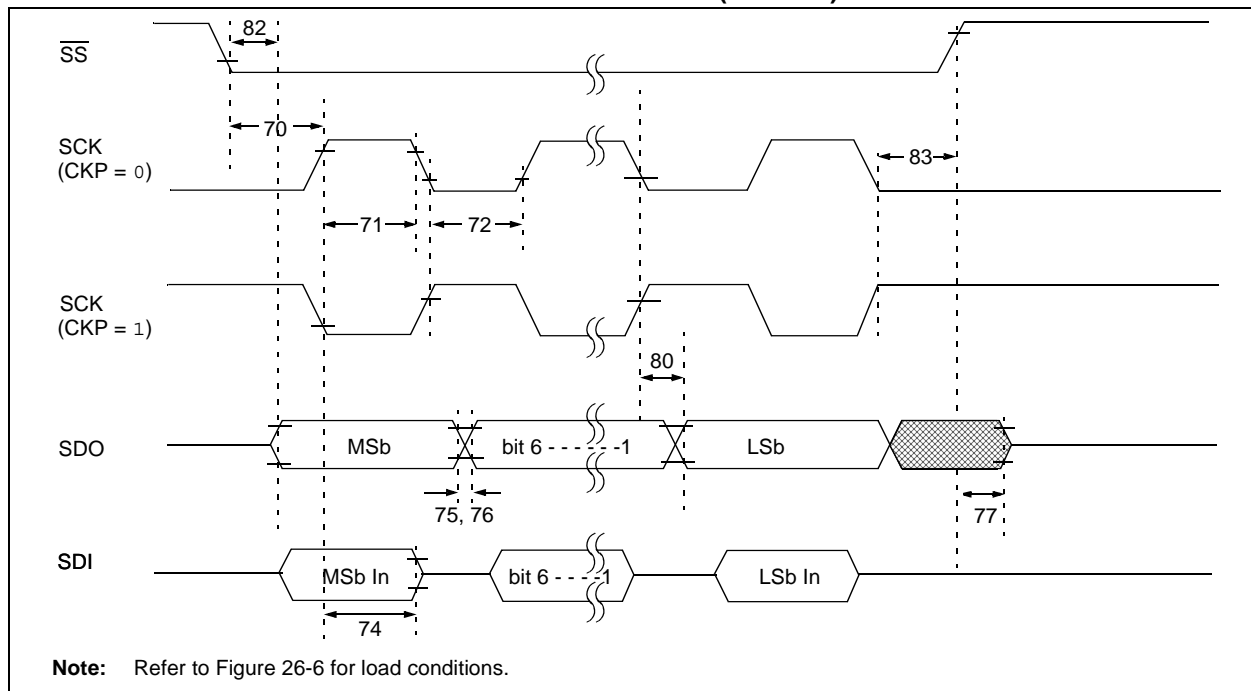 82
SS
70
SCK
(CKP = 0)
83
71
72
SCK
(CKP = 1)
80
SDO
MSb
bit 6 - - - - - -1
LSb
75, 76
77
SDI
MSb In
bit 6 - - - -1
LSb In
74
Note: Refer to Figure 26-6 for load conditions.